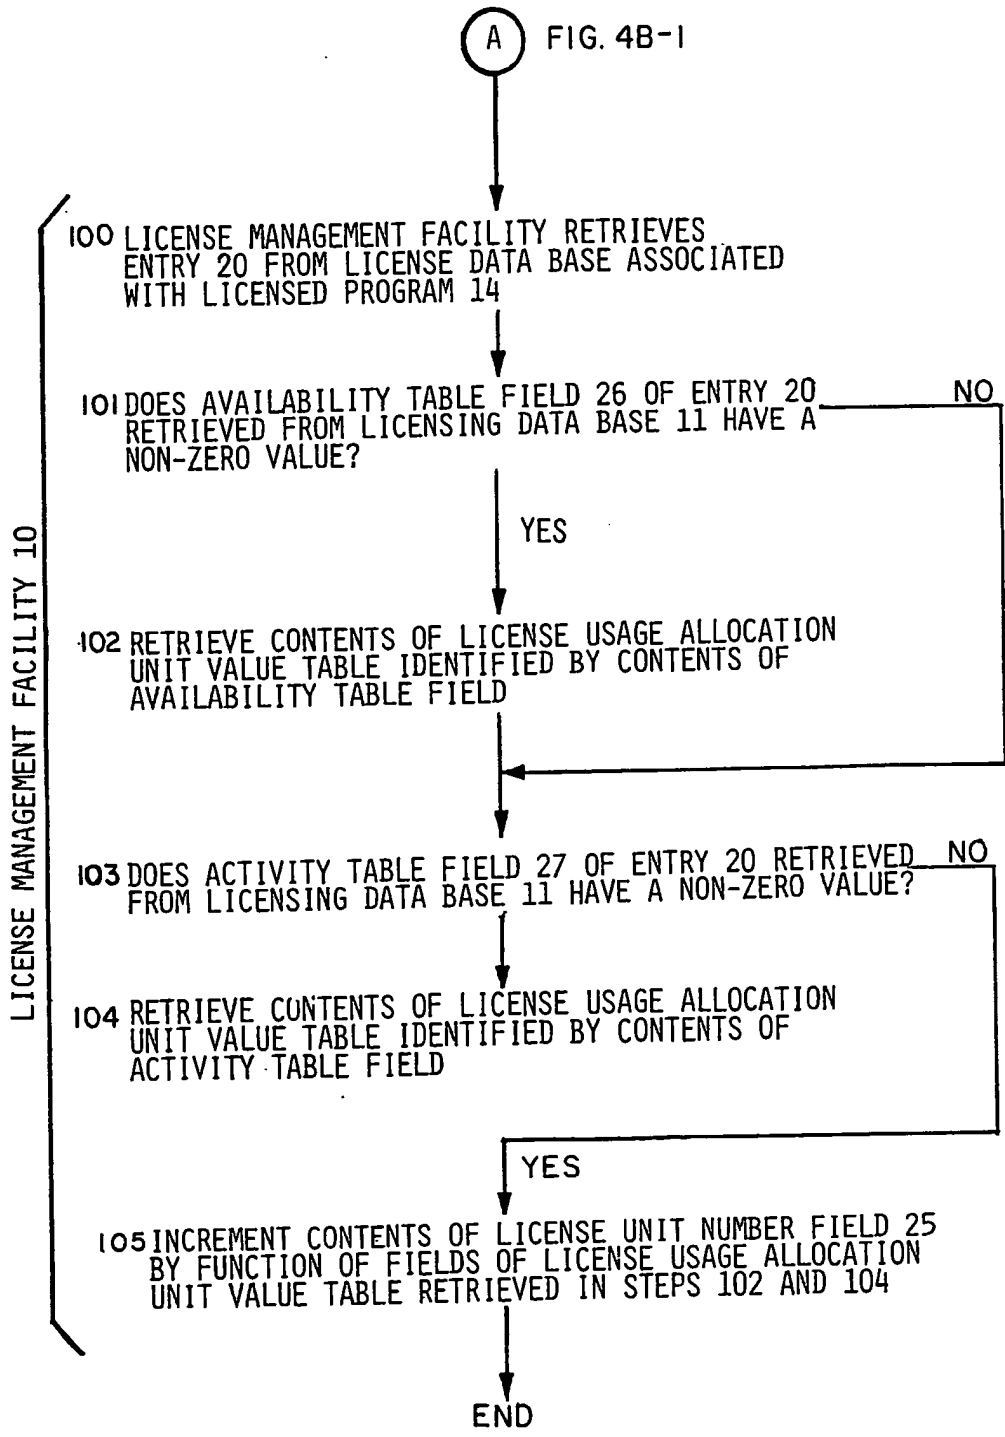 A FIG. 4B-1
LICENSE MANAGEMENT FACILITY 10
100 LICENSE MANAGEMENT FACILITY RETRIEVES
ENTRY 20 FROM LICENSE DATA BASE ASSOCIATED
WITH LICENSED PROGRAM 14
101 DOES AVAILABILITY TABLE FIELD 26 OF ENTRY 20
RETRIEVED FROM LICENSING DATA BASE 11 HAVE A
NON-ZERO VALUE?
NO
YES
102 RETRIEVE CONTENTS OF LICENSE USAGE ALLOCATION
UNIT VALUE TABLE IDENTIFIED BY CONTENTS OF
AVAILABILITY TABLE FIELD
103 DOES ACTIVITY TABLE FIELD 27 OF ENTRY 20 RETRIEVED
FROM LICENSING DATA BASE 11 HAVE A NON-ZERO VALUE?
NO
104 RETRIEVE CONTENTS OF LICENSE USAGE ALLOCATION
UNIT VALUE TABLE IDENTIFIED BY CONTENTS OF
ACTIVITY TABLE FIELD
YES
105 INCREMENT CONTENTS OF LICENSE UNIT NUMBER FIELD 25
BY FUNCTION OF FIELDS OF LICENSE USAGE ALLOCATION
UNIT VALUE TABLE RETRIEVED IN STEPS 102 AND 104
END